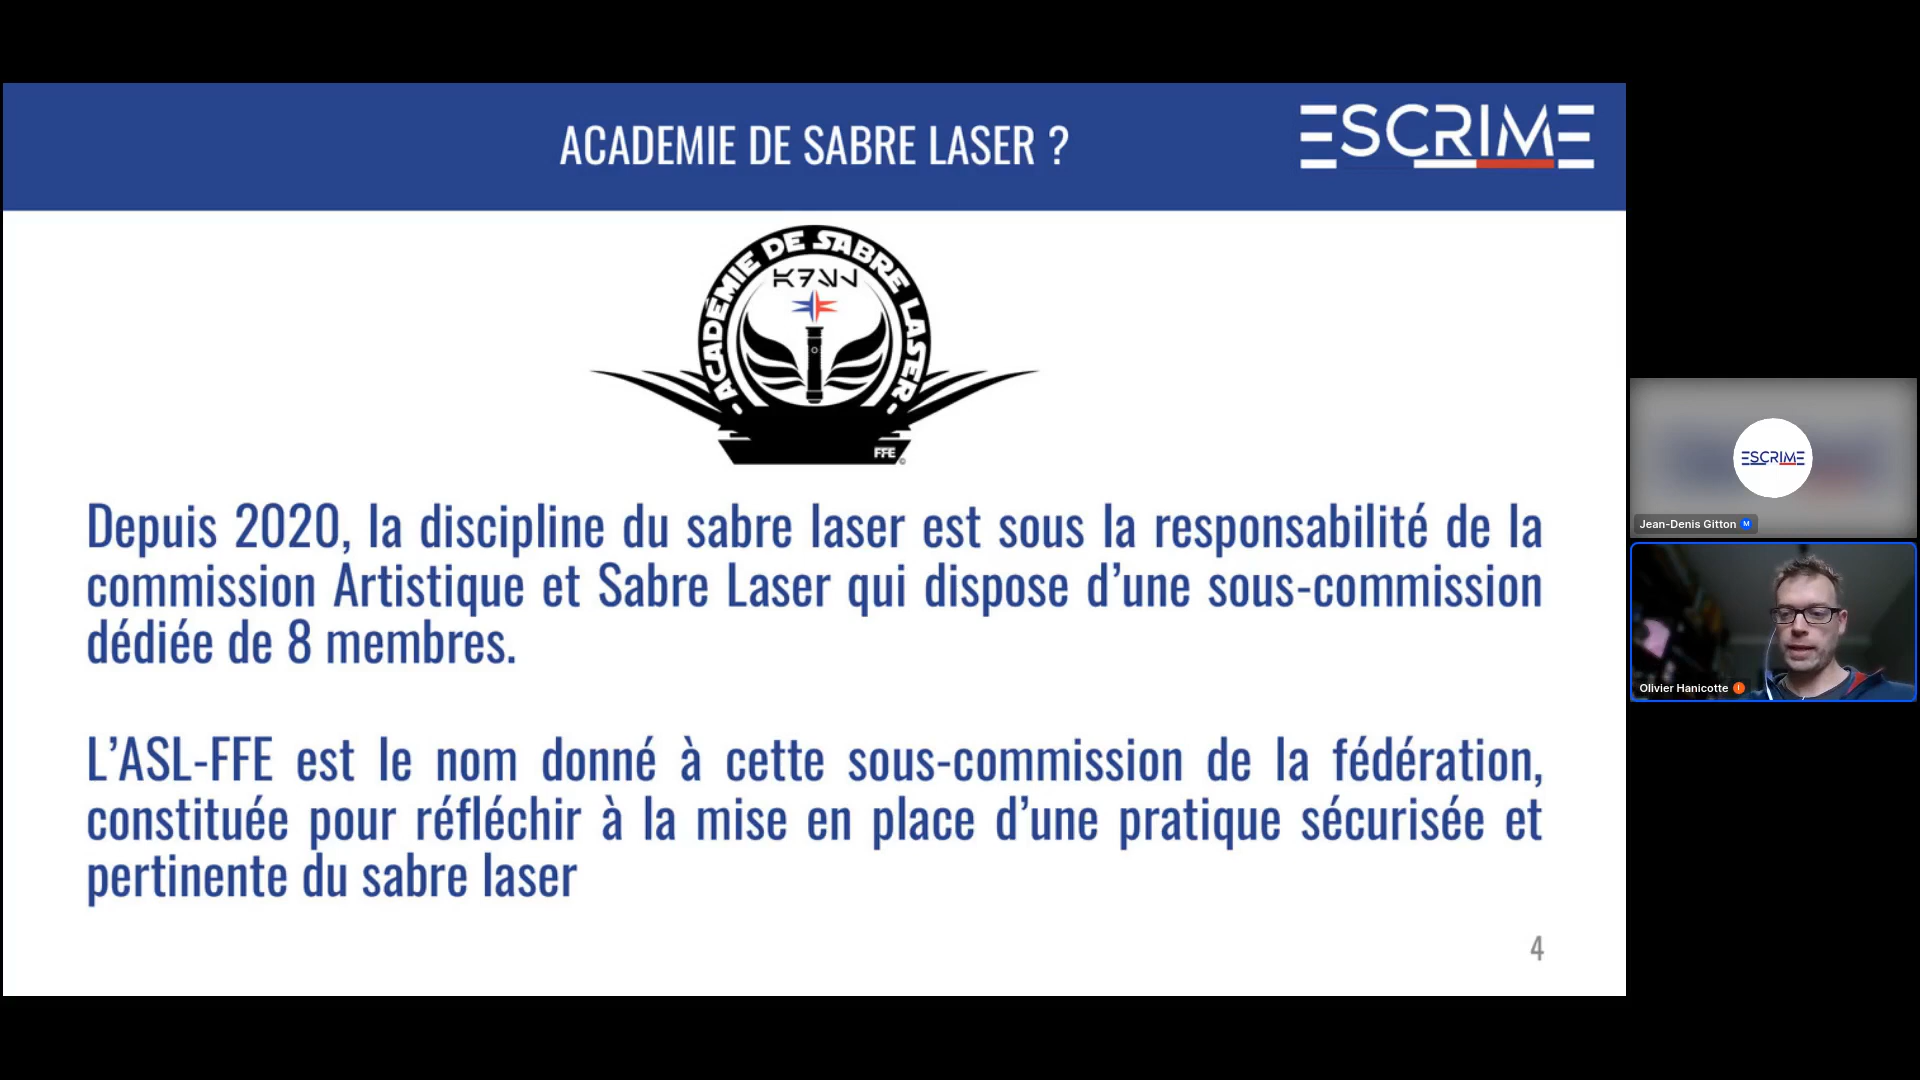 ACADEMIE DE SABRE LASER ?
ESCRIME
ACADÉMIE DE SABRE LASER
FFE
Depuis 2020, la discipline du sabre laser est sous la responsabilité de la
commission Artistique et Sabre Laser qui dispose d’une sous-commission
dédiée de 8 membres.
L’ASL-FFE est le nom donné à cette sous-commission de la fédération,
constituée pour réfléchir à la mise en place d’une pratique sécurisée et
pertinente du sabre laser
4
ESCRIME
Jean-Denis Gitton M
Olivier Hanicotte